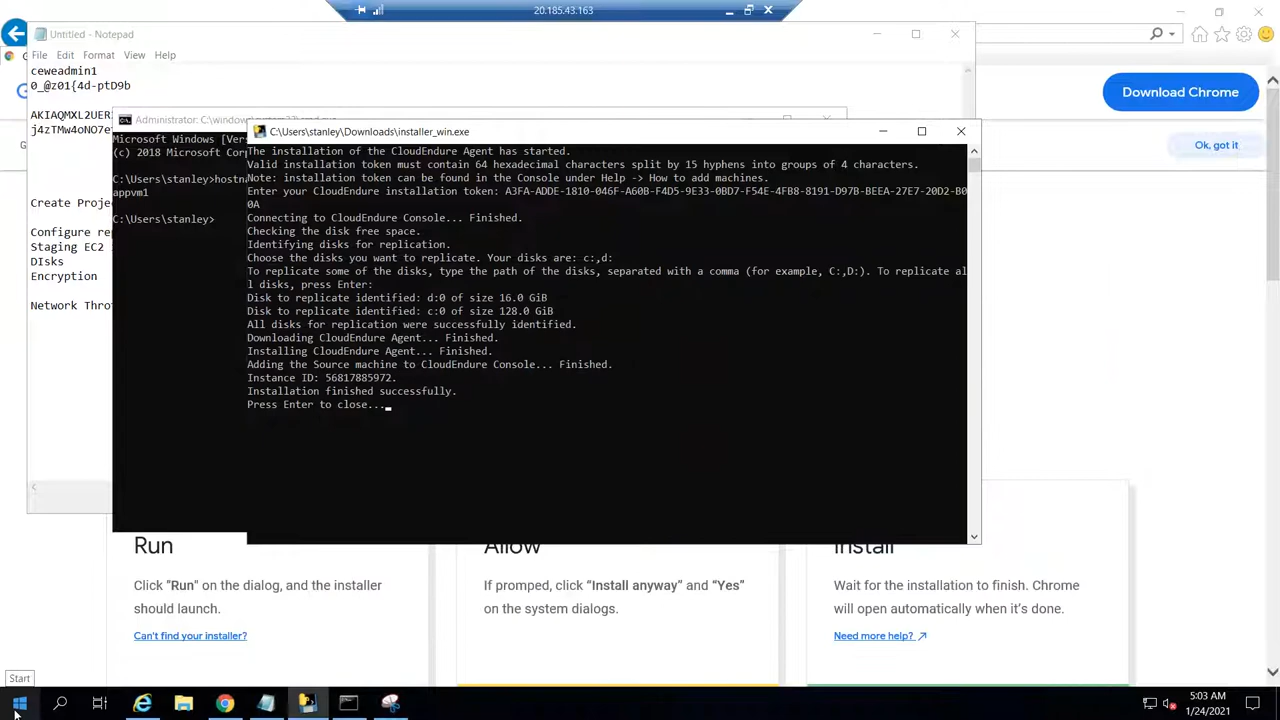 20.185.43.163
Untitled - Notepad
File Edit Format View Help
ceweadmin1
0_@z01{4d-ptD9b
AKIAQMXL2UER
j4zTMw4oNO7e
Create Projec
Configure rep
Staging EC2
DIsks
Encryption
Network Thro
Download Chrome
Ok, got it
Administrator: C:\windows\system32\cmd.exe
Microsoft Windows [Vers
(c) 2018 Microsoft Corp
C:\Users\stanley>hostna
appvm1
C:\Users\stanley>
C:\Users\stanley\Downloads\installer_win.exe
The installation of the CloudEndure Agent has started.
Valid installation token must contain 64 hexadecimal characters split by 15 hyphens into groups of 4 characters.
Note: installation token can be found in the Console under Help -> How to add machines.
Enter your CloudEndure installation token: A3FA-ADDE-1810-046F-A60B-F4D5-9E33-0BD7-F54E-4FB8-8191-D97B-BEEA-27E7-20D2-B0
0A
Connecting to CloudEndure Console... Finished.
Checking the disk free space.
Identifying disks for replication.
Choose the disks you want to replicate. Your disks are: c:,d:
To replicate some of the disks, type the path of the disks, separated with a comma (for example, C:,D:). To replicate al
l disks, press Enter:
Disk to replicate identified: d:0 of size 16.0 GiB
Disk to replicate identified: c:0 of size 128.0 GiB
All disks for replication were successfully identified.
Downloading CloudEndure Agent... Finished.
Installing CloudEndure Agent... Finished.
Adding the Source machine to CloudEndure Console... Finished.
Instance ID: 56817885972.
Installation finished successfully.
Press Enter to close...
Run
Click "Run" on the dialog, and the installer
should launch.
Can't find your installer?
Allow
If promped, click “Install anyway” and “Yes”
on the system dialogs.
Install
Wait for the installation to finish. Chrome
will open automatically when it’s done.
Need more help?
Start
5:03 AM
1/24/2021